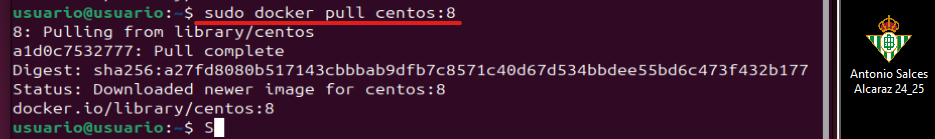 usuario@usuario:~$ sudo docker pull centos:8
8: Pulling from library/centos
a1d0c7532777: Pull complete
Digest: sha256:a27fd8080b517143cbbbab9dfb7c8571c40d67d534bbdee55bd6c473f432b177
Status: Downloaded newer image for centos:8
docker.io/library/centos:8
usuario@usuario:~$ S
Antonio Salces
Alcaraz 24_25